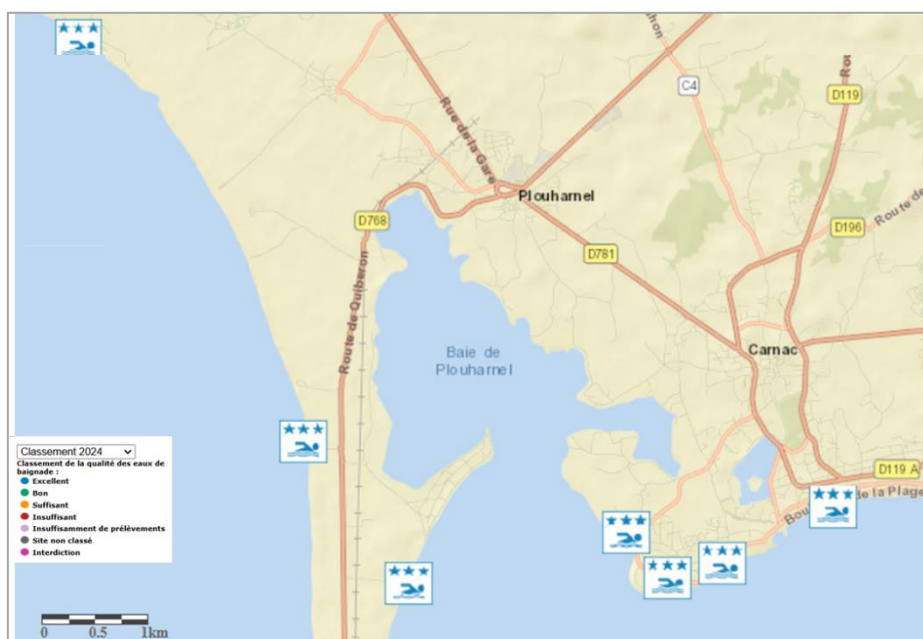 C4
D119
Rue de la Gare
Plouharnel
D768
D196
Route de
D781
Route de Quiberon
Baie de
Plouharnel
Carnac
Classement 2024
Classement de la qualité des eaux de
baignade :
Excellent
Bon
Suffisant
Insuffisant
Insuffisamment de prélèvements
Site non classé
Interdiction
D119 A
de la Plage
0 0.5 1km